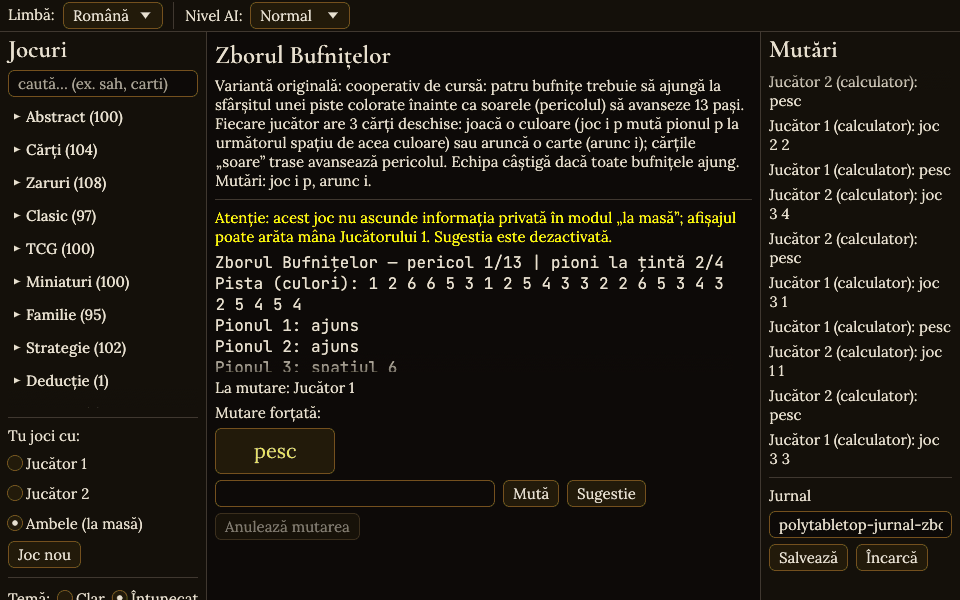 Limbă: Română ▼ Nivel AI: Normal ▼
Jocuri
caută... (ex. sah, carti)
▸ Abstract (100)
▸ Cărți (104)
▸ Zaruri (108)
▸ Clasic (97)
▸ TCG (100)
▸ Miniaturi (100)
▸ Familie (95)
▸ Strategie (102)
▸ Deducție (1)
Tu joci cu:
Jucător 1
Jucător 2
Ambele (la masă)
Joc nou
Temă: Clar Întunecat
Zborul Bufnițelor
Variantă originală: cooperativ de cursă: patru bufnițe trebuie să ajungă la
sfârșitul unei piste colorate înainte ca soarele (pericolul) să avanseze 13 pași.
Fiecare jucător are 3 cărți deschise: joacă o culoare (joc i p mută pionul p la
următorul spațiu de acea culoare) sau aruncă o carte (arunc i); cărțile
„soare” trase avansează pericolul. Echipa câștigă dacă toate bufnițele ajung.
Mutări: joc i p, arunc i.
Atenție: acest joc nu ascunde informația privată în modul „la masă”; afișajul
poate arăta mâna Jucătorului 1. Sugestia este dezactivată.
Zborul Bufnițelor — pericol 1/13 | pioni la țintă 2/4
Pista (culori): 1 2 6 6 5 3 1 2 5 4 3 3 2 2 6 5 3 4 3
2 5 4 5 4
Pionul 1: ajuns
Pionul 2: ajuns
Pionul 3: spațiul 6
La mutare: Jucător 1
Mutare forțată:
pesc
Mută Sugestie
Anulează mutarea
Mutări
Jucător 2 (calculator):
pesc
Jucător 1 (calculator): joc
2 2
Jucător 1 (calculator): pesc
Jucător 2 (calculator): joc
3 4
Jucător 2 (calculator):
pesc
Jucător 1 (calculator): joc
3 1
Jucător 1 (calculator): pesc
Jucător 2 (calculator): joc
1 1
Jucător 2 (calculator):
pesc
Jucător 1 (calculator): joc
3 3
Jurnal
polytabletop-jurnal-zbo
Salvează Încarcă